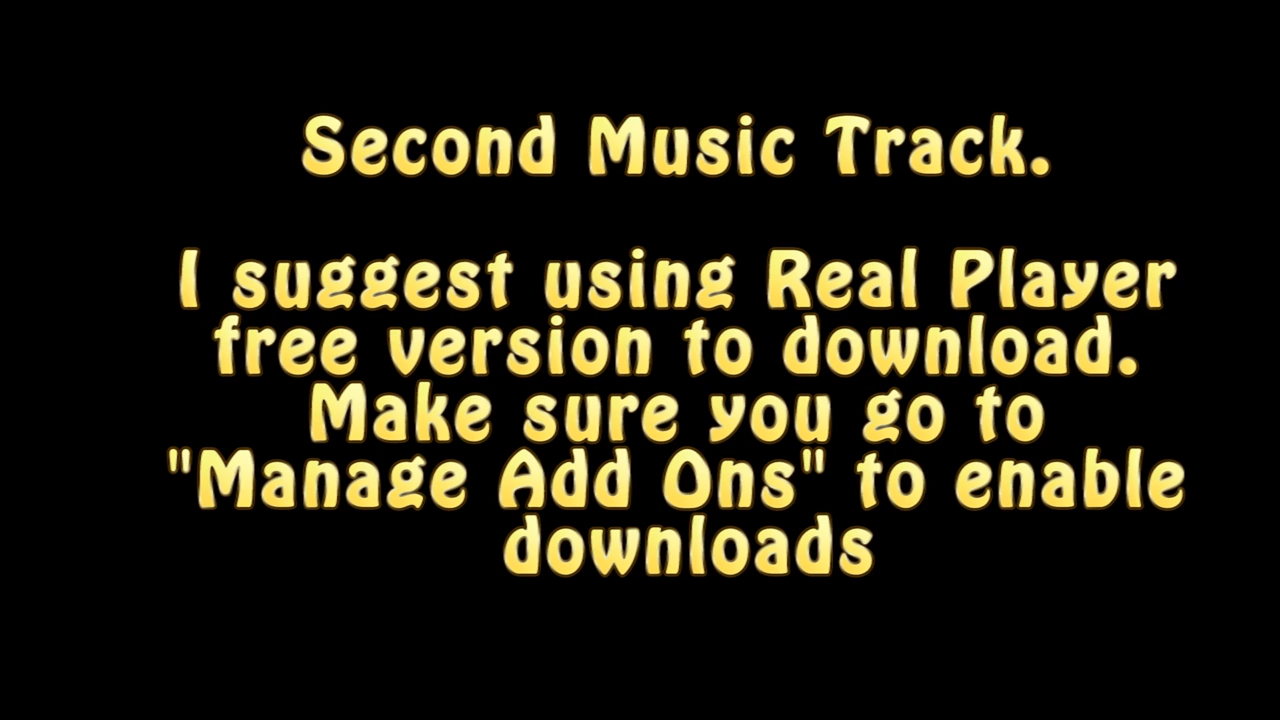 Second Music Track.
I suggest using Real Player
free version to download.
Make sure you go to
"Manage Add Ons" to enable
downloads